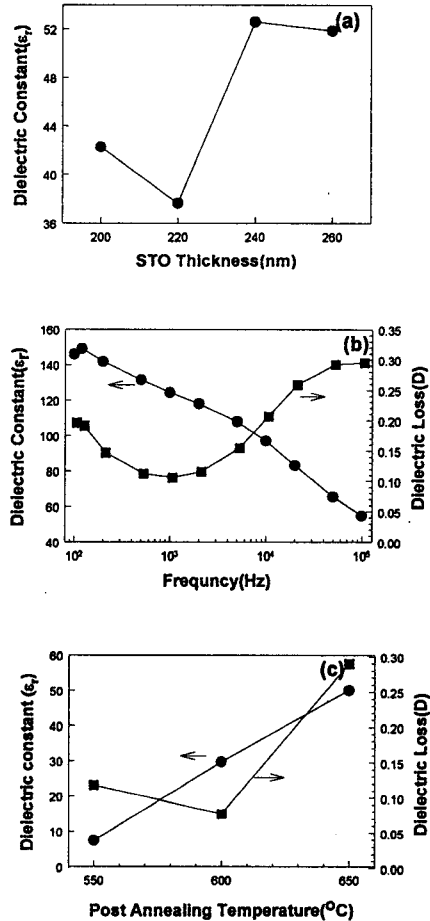 (a)
Dielectric Constant(εr)
52
48
44
40
36
200 220 240 260
STO Thickness(nm)
(b)
Dielectric Constant(εr)
160
140
120
100
80
60
40
0.35
0.30
0.25
0.20
0.15
0.10
0.05
0.00
Dielectric Loss(D)
10² 10³ 10⁴ 10⁵
Frequncy(Hz)
(c)
Dielectric constant (εr)
60
50
40
30
20
10
0
0.30
0.25
0.15
0.10
0.05
0.00
Dielectric Loss(D)
550 600 650
Post Annealing Temperature(ᴼC)